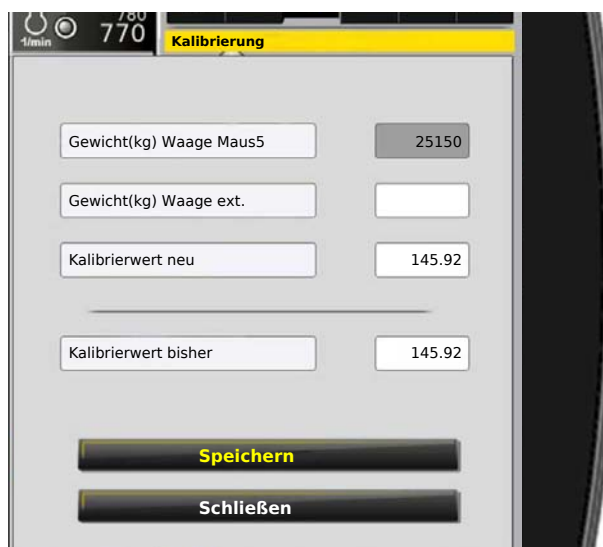 780
1/min 770
Kalibrierung
Gewicht(kg) Waage Maus5 25150
Gewicht(kg) Waage ext.
Kalibrierwert neu 145.92
Kalibrierwert bisher 145.92
Speichern
Schließen